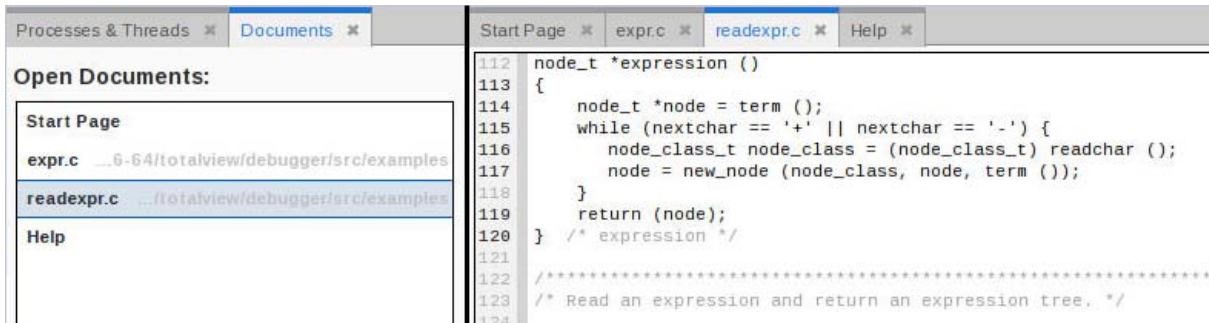 Processes & Threads ✖ Documents ✖
Open Documents:
Start Page
expr.c ...6-64/totalview/debugger/src/examples
readexpr.c .../totalview/debugger/src/examples
Help
Start Page ✖ expr.c ✖ readexpr.c ✖ Help ✖
112 node_t *expression ()
113 {
114     node_t *node = term ();
115     while (nextchar == '+' || nextchar == '-') {
116        node_class_t node_class = (node_class_t) readchar ();
117        node = new_node (node_class, node, term ());
118     }
119     return (node);
120 }  /* expression */
121
122 /***************************************************************
123 /* Read an expression and return an expression tree. */
124